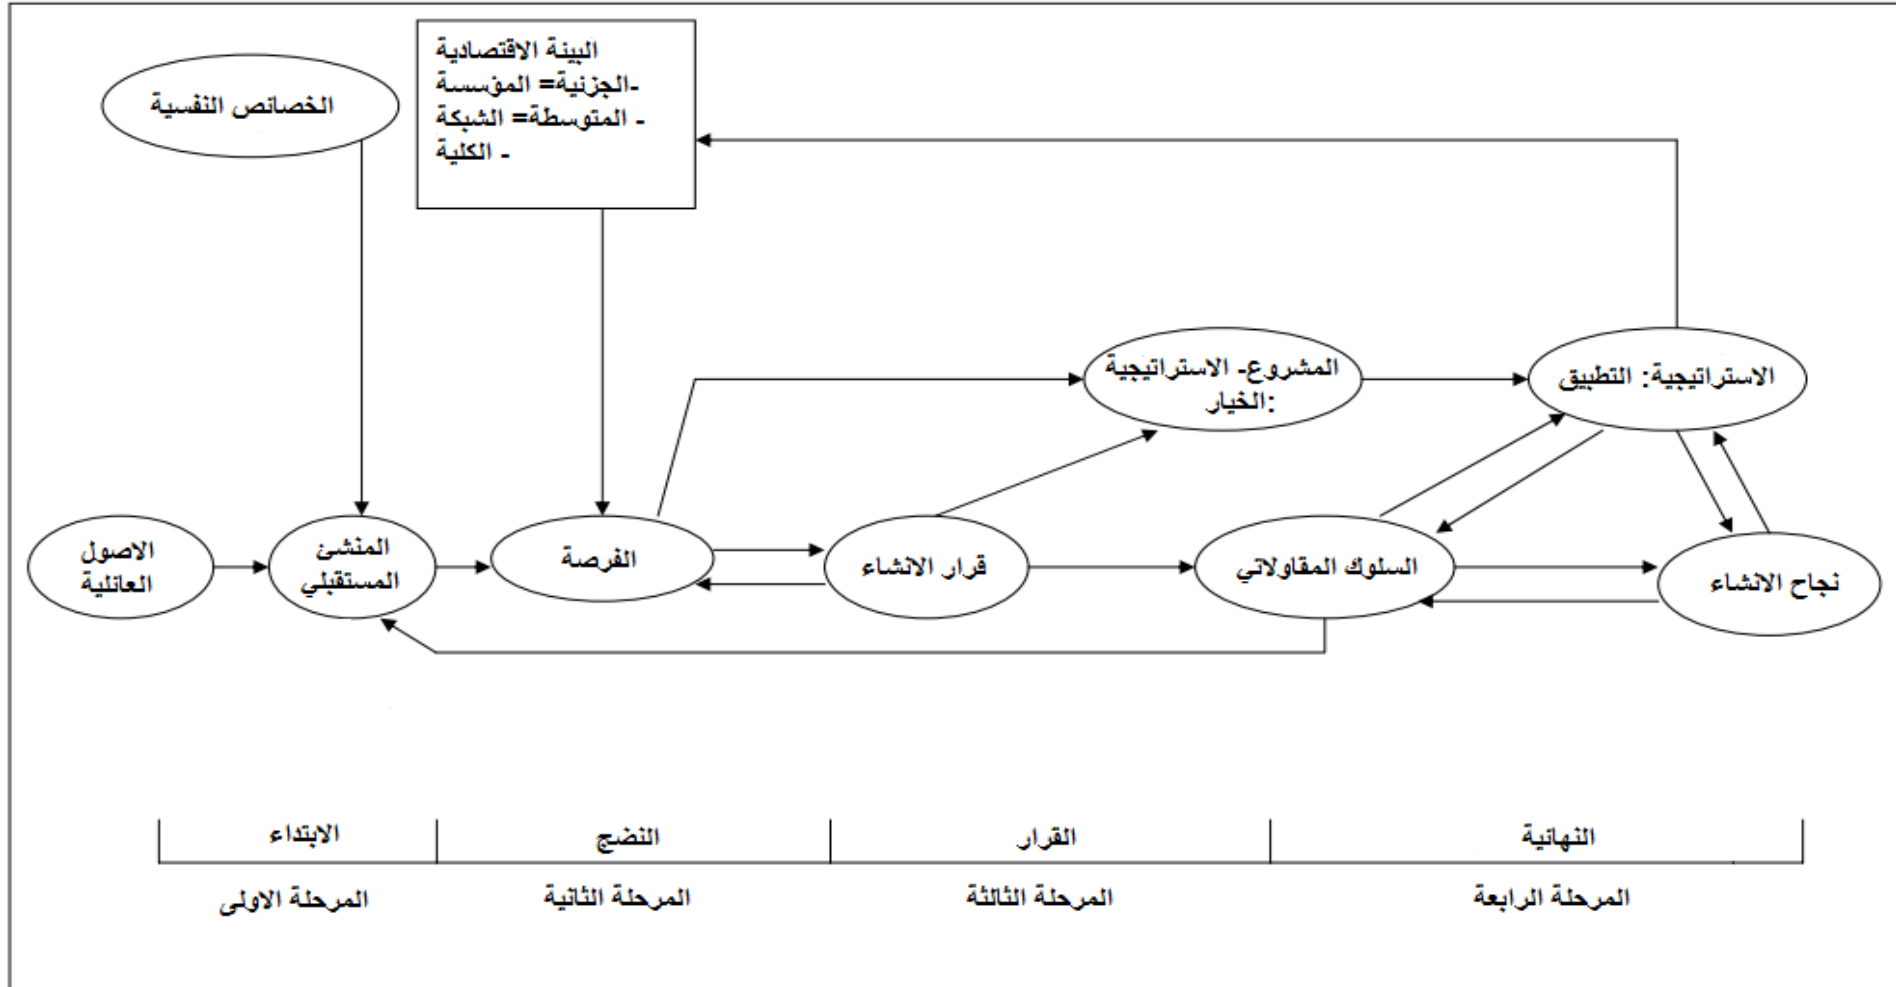 البيئة الاقتصادية
-الجزئية= المؤسسة
- المتوسطة= الشبكة
- الكلية
الخصائص النفسية
المشروع- الاستراتيجية
:الخيار
الاستراتيجية: التطبيق
الاصول
العائلية
المنشئ
المستقبلي
الفرصة
قرار الانشاء
السلوك المقاولاتي
نجاح الانشاء
الابتداء
النضج
القرار
النهائية
المرحلة الاولى
المرحلة الثانية
المرحلة الثالثة
المرحلة الرابعة